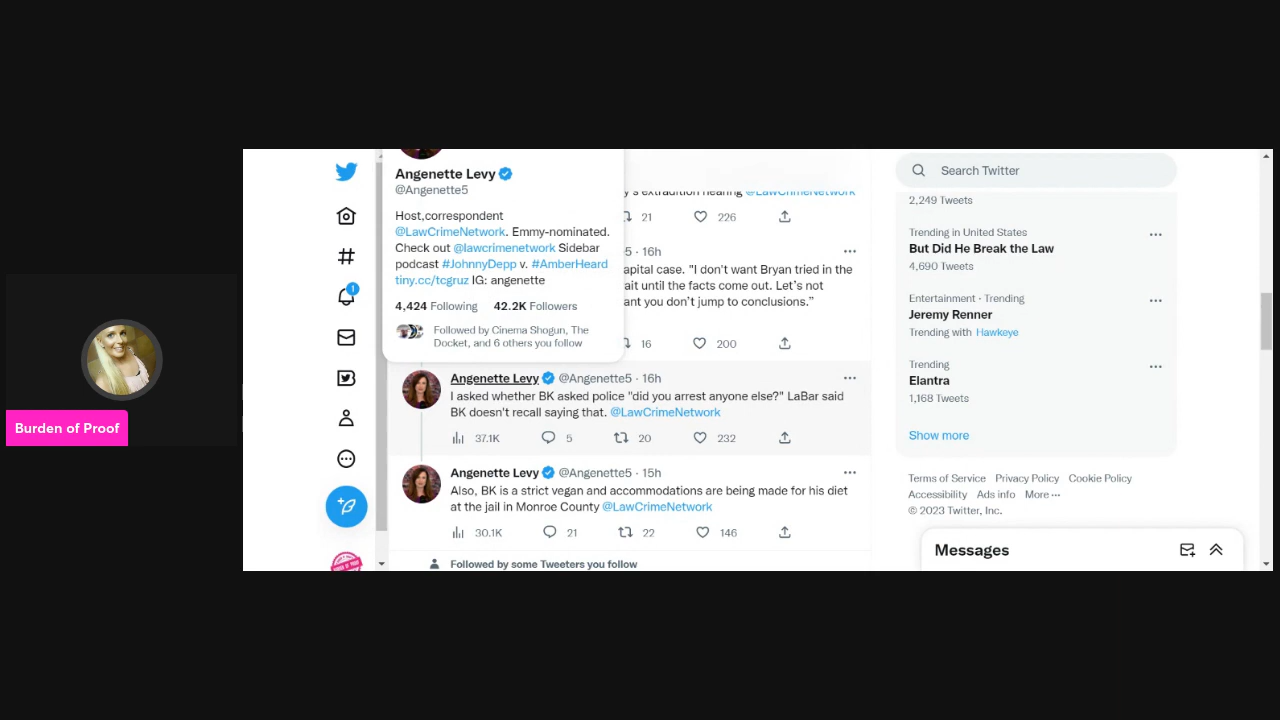 Burden of Proof
1
Angenette Levy
@Angenette5
Host,correspondent
@LawCrimeNetwork. Emmy-nominated.
Check out @lawcrimenetwork Sidebar
podcast #JohnnyDepp v. #AmberHeard
tiny.cc/tcgruz IG: angenette
4,424 Following 42.2K Followers
Followed by Cinema Shogun, The
Docket, and 6 others you follow
extradition hearing @LawCrimeNetwork
21 226
5 · 16h
capital case. "I don't want Bryan tried in the
until the facts come out. Let's not
you don't jump to conclusions."
16 200
Angenette Levy @Angenette5 · 16h
I asked whether BK asked police "did you arrest anyone else?" LaBar said
BK doesn't recall saying that. @LawCrimeNetwork
37.1K 5 20 232
Angenette Levy @Angenette5 · 15h
Also, BK is a strict vegan and accommodations are being made for his diet
at the jail in Monroe County @LawCrimeNetwork
30.1K 21 22 146
Followed by some Tweeters you follow
Search Twitter
2,249 Tweets
Trending in United States
But Did He Break the Law
4,690 Tweets
Entertainment · Trending
Jeremy Renner
Trending with Hawkeye
Trending
Elantra
1,168 Tweets
Show more
Terms of Service Privacy Policy Cookie Policy
Accessibility Ads info More ···
© 2023 Twitter, Inc.
Messages